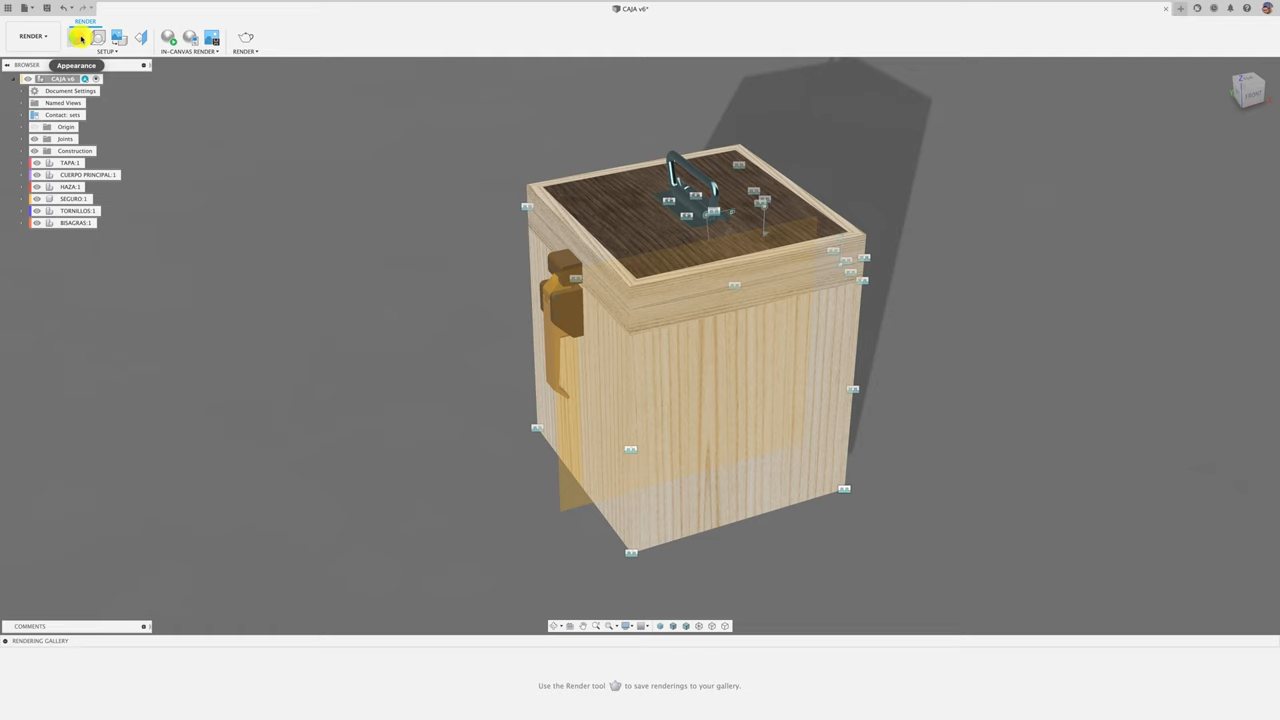 CAJA v6*
RENDER
RENDER
SETUP
IN-CANVAS RENDER
RENDER
BROWSER
Appearance
CAJA v6
Document Settings
Named Views
Contact: sets
Origin
Joints
Construction
TAPA:1
CUERPO PRINCIPAL:1
HAZA:1
SEGURO:1
TORNILLOS:1
BISAGRAS:1
FRONT
COMMENTS
RENDERING GALLERY
Use the Render tool to save renderings to your gallery.